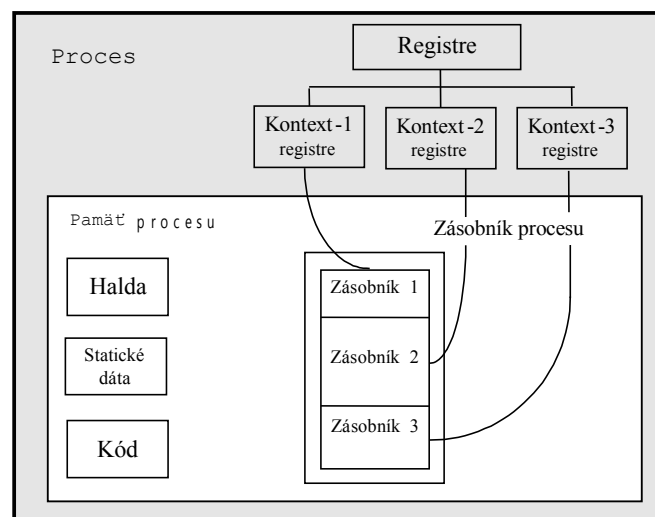 Proces
Registre
Kontext-1
registre
Kontext-2
registre
Kontext-3
registre
Pamäť procesu
Zásobník procesu
Halda
Statické
dáta
Kód
Zásobník 1
Zásobník 2
Zásobník 3